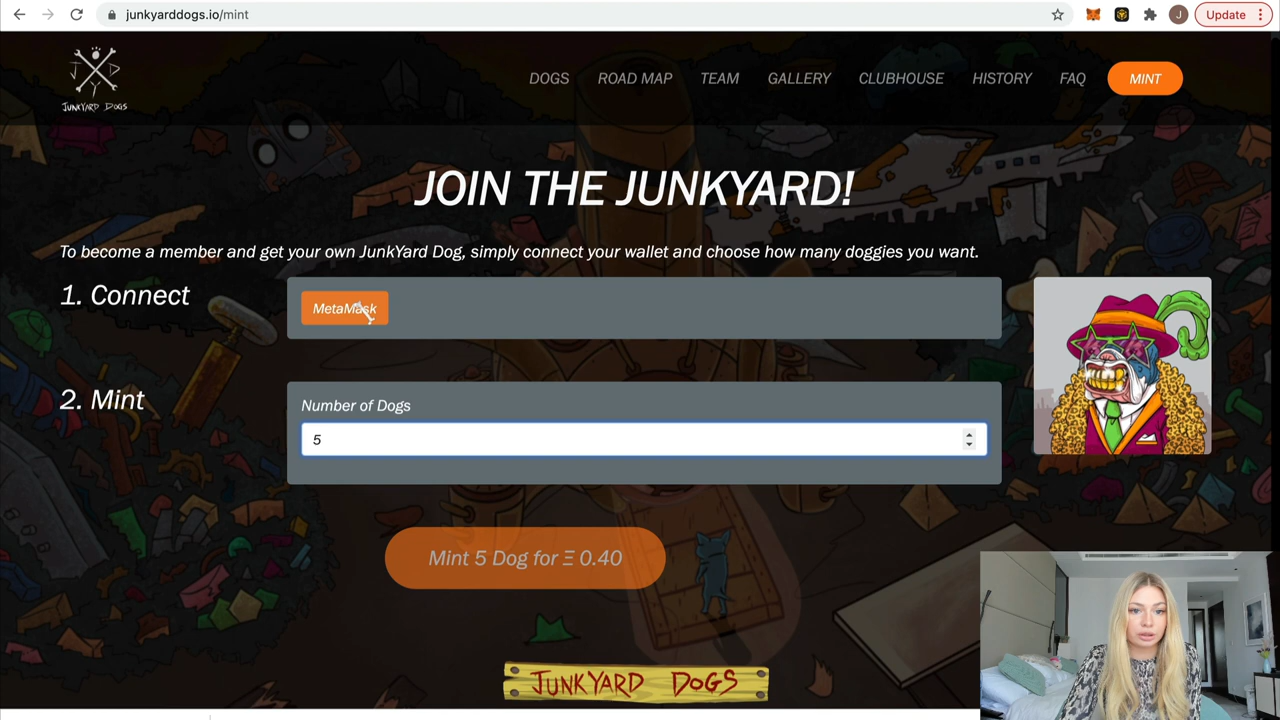 junkyarddogs.io/mint
J
Update
J D
JUNKYARD DOGS
DOGS
ROAD MAP
TEAM
GALLERY
CLUBHOUSE
HISTORY
FAQ
MINT
JOIN THE JUNKYARD!
To become a member and get your own JunkYard Dog, simply connect your wallet and choose how many doggies you want.
1. Connect
MetaMask
2. Mint
Number of Dogs
5
Mint 5 Dog for Ξ 0.40
JUNKYARD DOGS